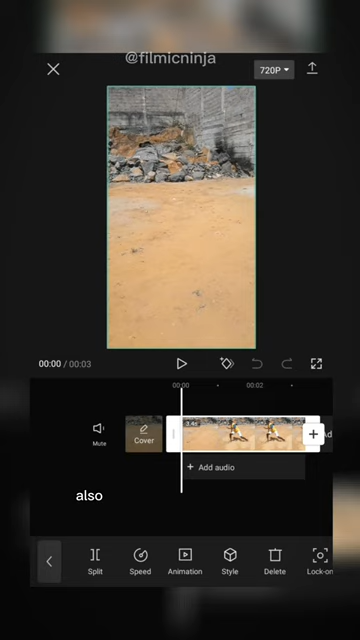 @filmicninja
720P
00:00 / 00:03
00:00
00:02
Mute
Cover
3.4s
Ad
Add audio
also
Split
Speed
Animation
Style
Delete
Lock-on